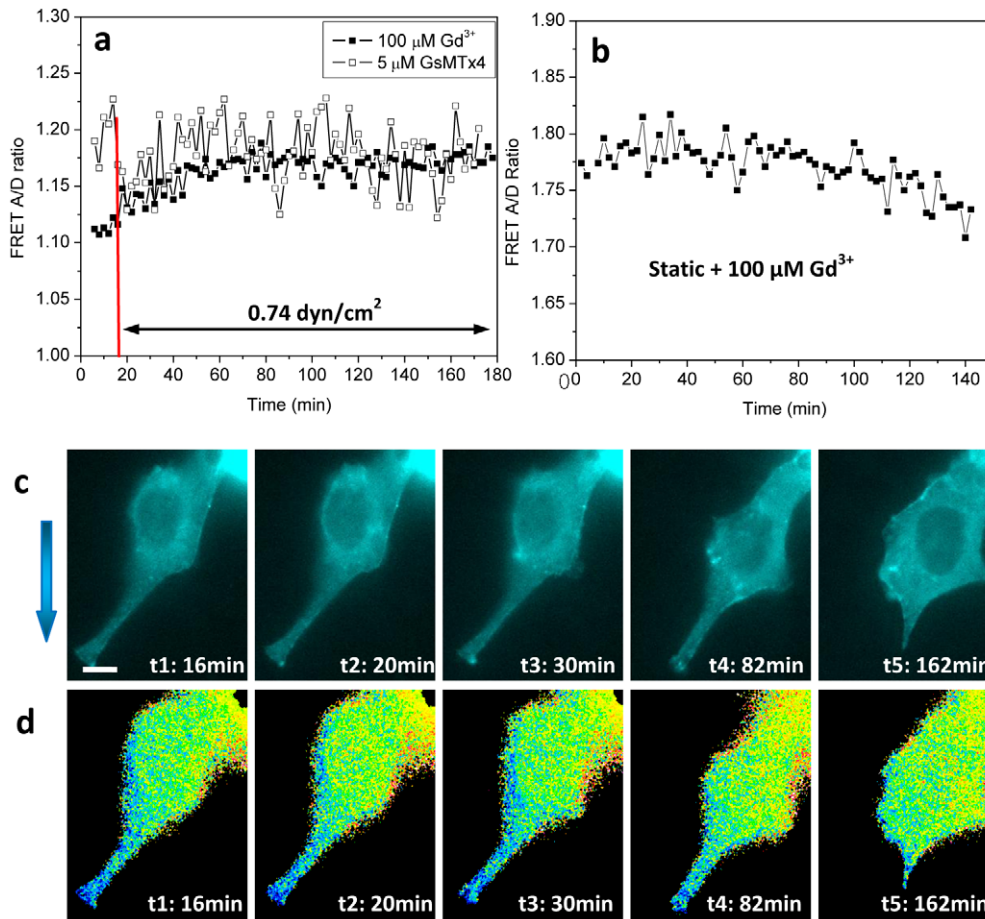 a
100 μM Gd³⁺
5 μM GsMTx4
FRET A/D ratio
1.30
1.25
1.20
1.15
1.10
1.05
1.00
0.74 dyn/cm²
0 20 40 60 80 100 120 140 160 180
Time (min)
b
FRET A/D ratio
1.90
1.85
1.80
1.75
1.70
1.60
Static + 100 μM Gd³⁺
0 20 40 60 80 100 120 140
Time (min)
c
t1: 16min
t2: 20min
t3: 30min
t4: 82min
t5: 162min
d
t1: 16min
t2: 20min
t3: 30min
t4: 82min
t5: 162min